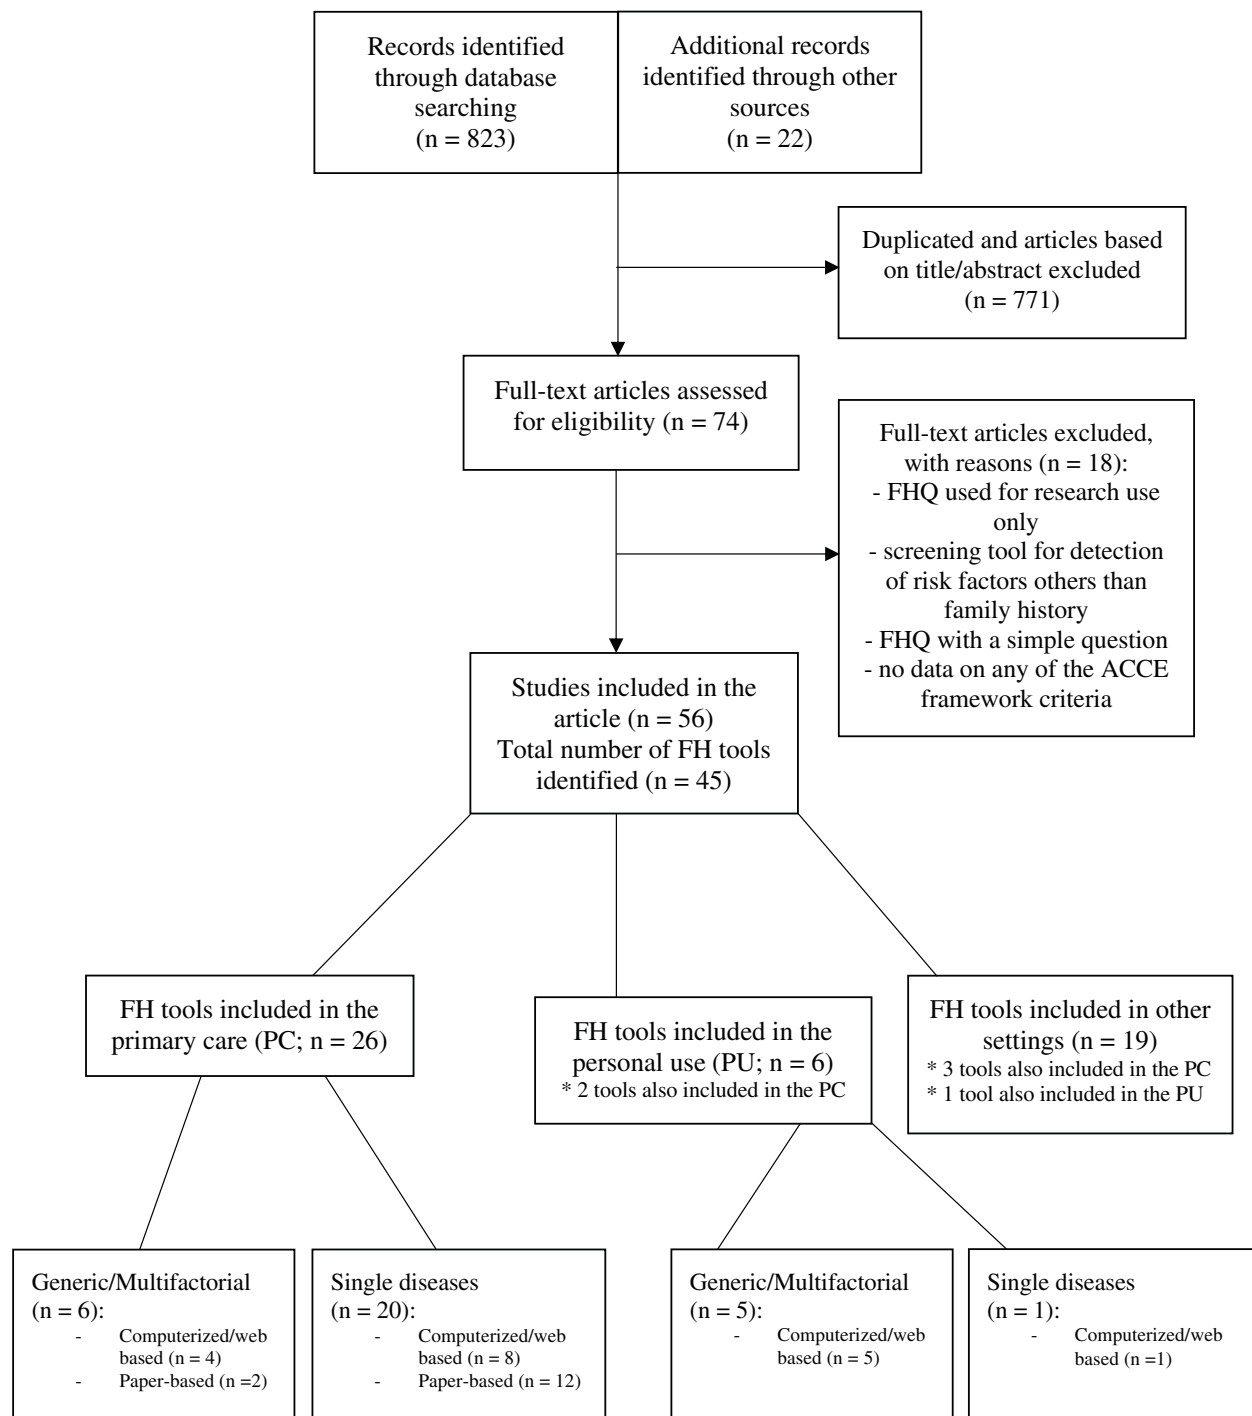 Records identified
through database
searching
(n = 823)
Additional records
identified through other
sources
(n = 22)
Duplicated and articles based
on title/abstract excluded
(n = 771)
Full-text articles assessed
for eligibility (n = 74)
Full-text articles excluded,
with reasons (n = 18):
- FHQ used for research use
only
- screening tool for detection
of risk factors others than
family history
- FHQ with a simple question
- no data on any of the ACCE
framework criteria
Studies included in the
article (n = 56)
Total number of FH tools
identified (n = 45)
FH tools included in the
primary care (PC; n = 26)
FH tools included in the
personal use (PU; n = 6)
* 2 tools also included in the PC
FH tools included in other
settings (n = 19)
* 3 tools also included in the PC
* 1 tool also included in the PU
Generic/Multifactorial
(n = 6):
- Computerized/web
based (n = 4)
- Paper-based (n =2)
Single diseases
(n = 20):
- Computerized/web
based (n = 8)
- Paper-based (n = 12)
Generic/Multifactorial
(n = 5):
- Computerized/web
based (n = 5)
Single diseases
(n = 1):
- Computerized/web
based (n =1)